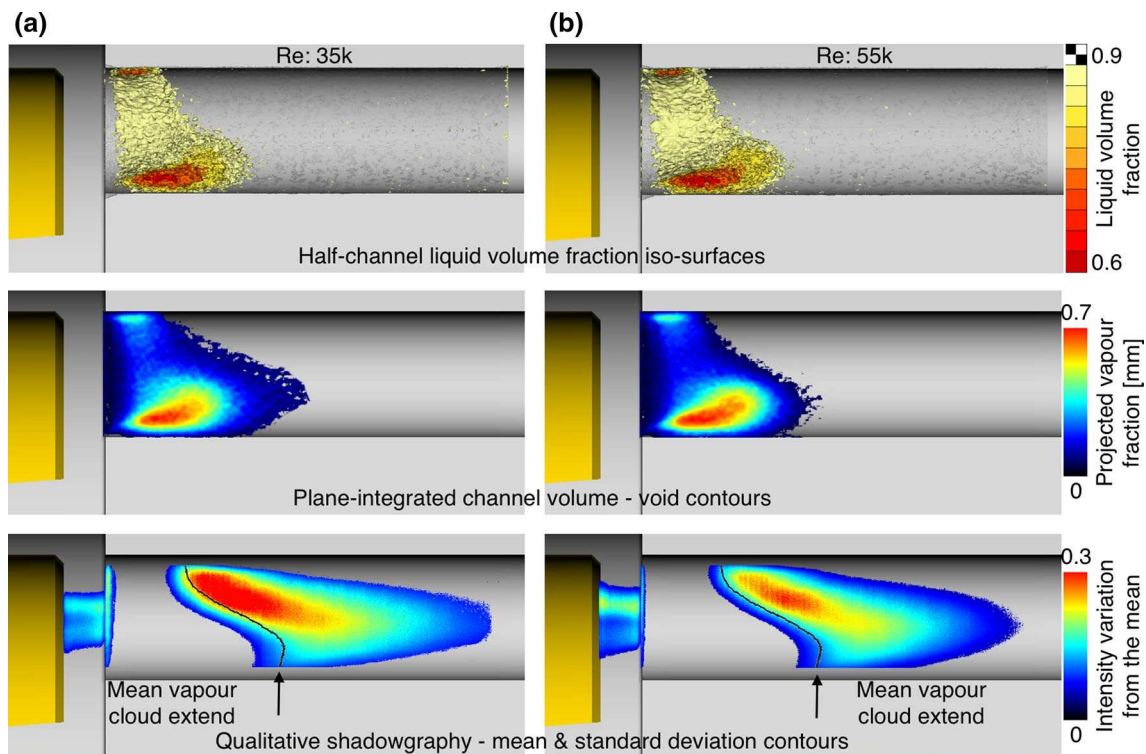 (a)
(b)
Re: 35k
Re: 55k
0.9
Liquid volume
fraction
0.6
Half-channel liquid volume fraction iso-surfaces
0.7
Projected vapour
fraction [mm]
0
Plane-integrated channel volume - void contours
0.3
Intensity variation
from the mean
0
Mean vapour
cloud extend
Mean vapour
cloud extend
Qualitative shadowgraphy - mean & standard deviation contours